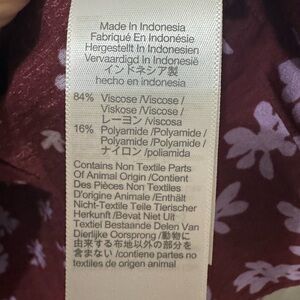 Made In Indonesia
Fabriqué En Indonésie
Hergestellt In Indonesien
Vervaardigd In Indonesië
インドネシア製
hecho en indonesia
84% Viscose /Viscose /
Viskose /Viscose /
レーヨン /viscosa
16% Polyamide /Polyamide /
Polyamid /Polyamide /
ナイロン /poliamida
Contains Non Textile Parts
Of Animal Origin /Contient
Des Pièces Non Textiles
D'origine Animale /Enthält
Nicht-Textile Teile Tierischer
Herkunft /Bevat Niet Uit
Textiel Bestaande Delen Van
Dierlijke Oorsprong /動物に
由来する布地以外の部分を
含まない /contiene partes no
textiles de origen animal